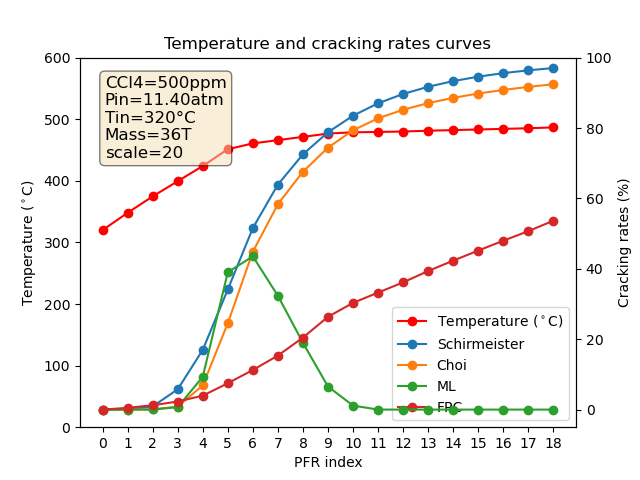 Temperature and cracking rates curves
CCl4=500ppm
Pin=11.40atm
Tin=320°C
Mass=36T
scale=20
Temperature (°C)
600
500
400
300
200
100
0
Cracking rates (%)
100
80
60
40
20
0
Temperature (°C)
Schirmeister
Choi
ML
FPC
0 1 2 3 4 5 6 7 8 9 10 11 12 13 14 15 16 17 18
PFR index